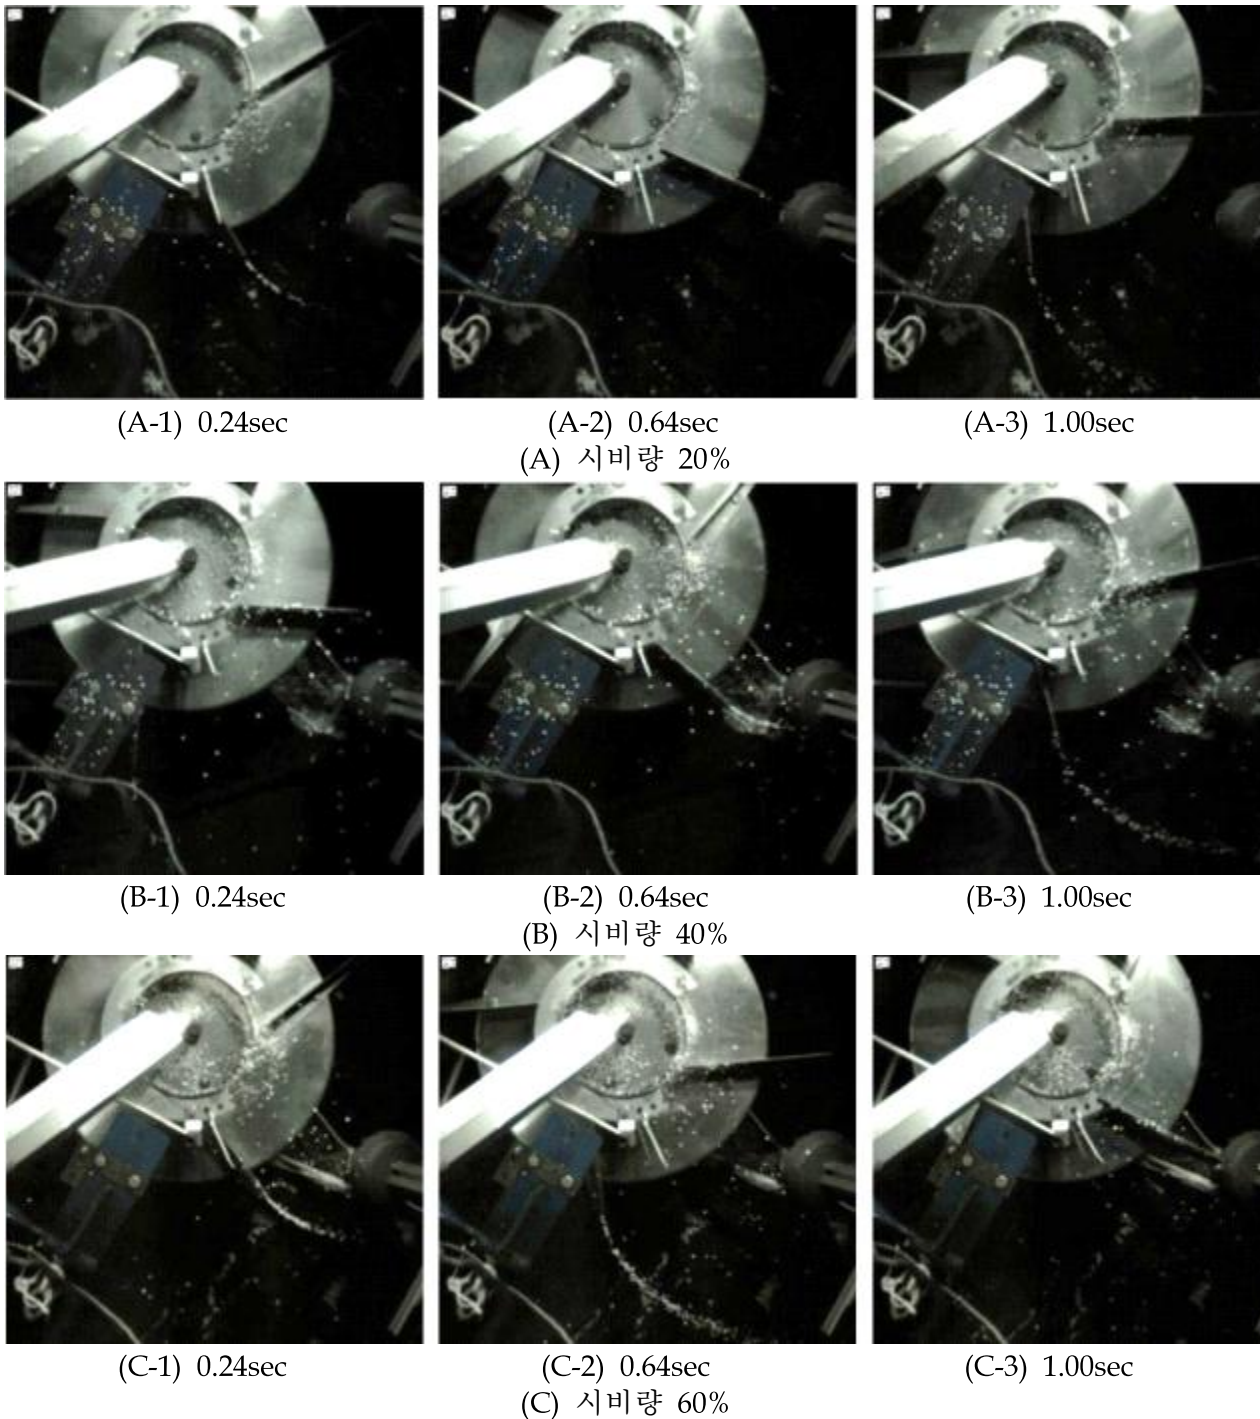 (A-1) 0.24sec (A-2) 0.64sec (A-3) 1.00sec
(A) 시비량 20%
(B-1) 0.24sec (B-2) 0.64sec (B-3) 1.00sec
(B) 시비량 40%
(C-1) 0.24sec (C-2) 0.64sec (C-3) 1.00sec
(C) 시비량 60%